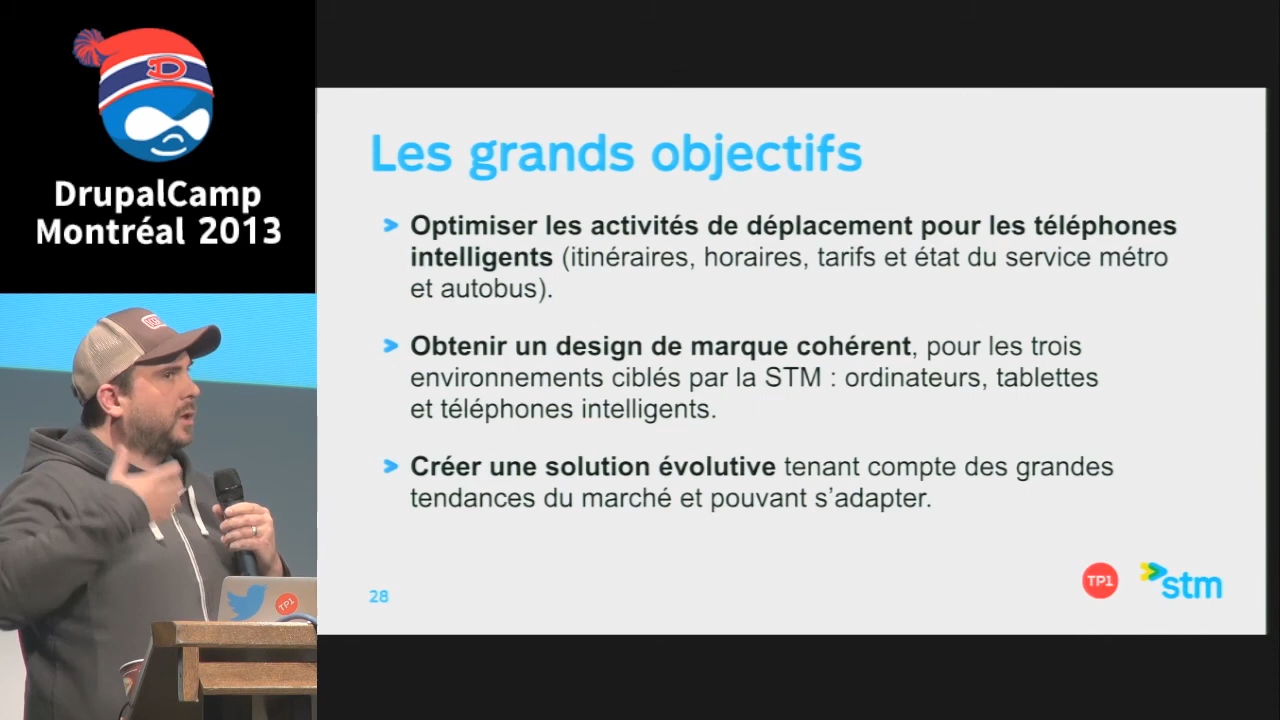 DrupalCamp
Montréal 2013
Les grands objectifs
Optimiser les activités de déplacement pour les téléphones
intelligents (itinéraires, horaires, tarifs et état du service métro
et autobus).
Obtenir un design de marque cohérent, pour les trois
environnements ciblés par la STM : ordinateurs, tablettes
et téléphones intelligents.
Créer une solution évolutive tenant compte des grandes
tendances du marché et pouvant s’adapter.
28
TP1
stm
D
TP1